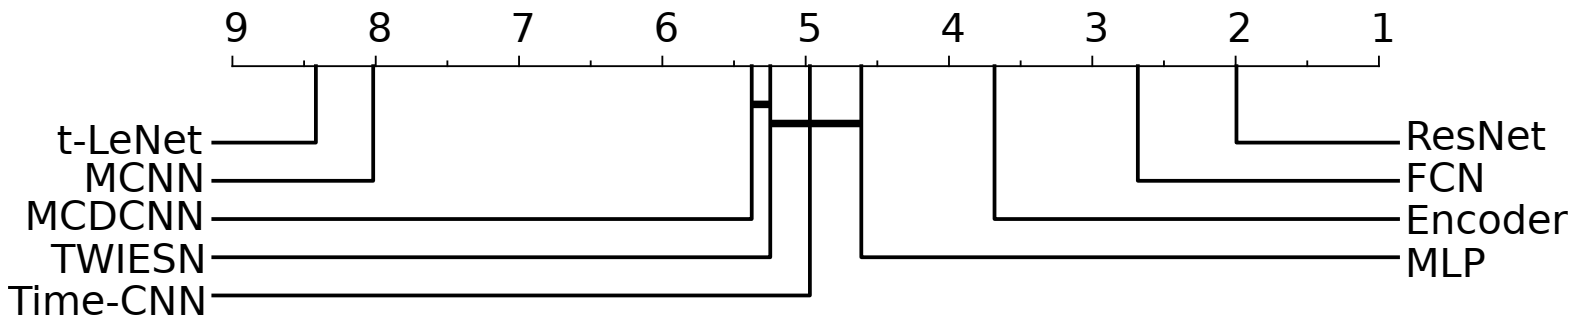 9 8 7 6 5 4 3 2 1
t-LeNet
MCNN
MCDCNN
TWIESN
Time-CNN
ResNet
FCN
Encoder
MLP